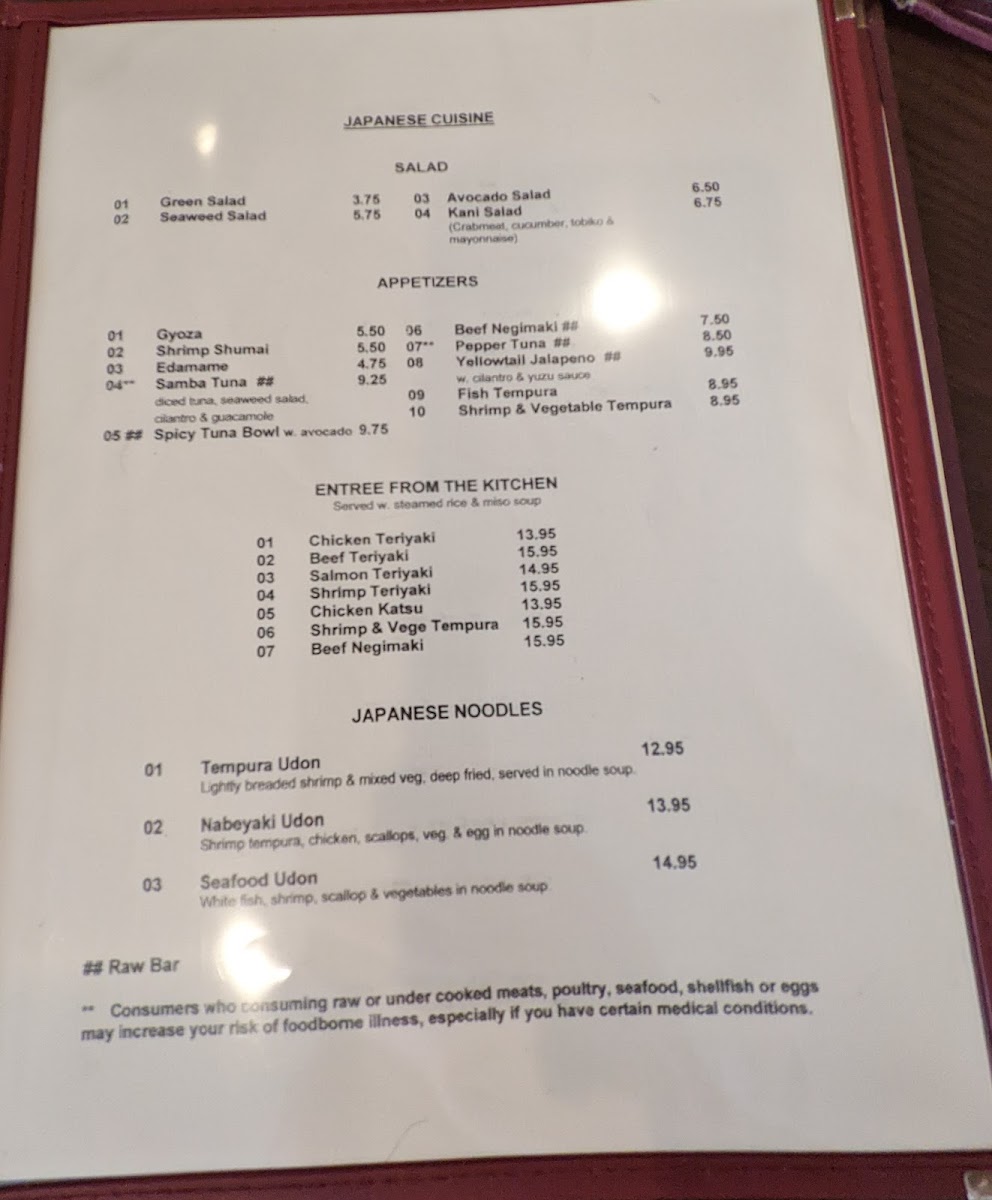 JAPANESE CUISINE
SALAD
01 Green Salad 3.75 03 Avocado Salad 6.50
02 Seaweed Salad 5.75 04 Kani Salad 6.75
(Crabmeat, cucumber, tobiko &
mayonnaise)
APPETIZERS
01 Gyoza 5.50 06 Beef Negimaki ## 7.50
02 Shrimp Shumai 5.50 07** Pepper Tuna ## 8.50
03 Edamame 4.75 08 Yellowtail Jalapeno ## 9.95
04** Samba Tuna ## 9.25 w. cilantro & yuzu sauce
diced tuna, seaweed salad, 09 Fish Tempura 8.95
cilantro & guacamole 10 Shrimp & Vegetable Tempura 8.95
05 ## Spicy Tuna Bowl w. avocado 9.75
ENTREE FROM THE KITCHEN
Served w. steamed rice & miso soup
01 Chicken Teriyaki 13.95
02 Beef Teriyaki 15.95
03 Salmon Teriyaki 14.95
04 Shrimp Teriyaki 15.95
05 Chicken Katsu 13.95
06 Shrimp & Vege Tempura 15.95
07 Beef Negimaki 15.95
JAPANESE NOODLES
01 Tempura Udon 12.95
Lightly breaded shrimp & mixed veg, deep fried, served in noodle soup.
02 Nabeyaki Udon 13.95
Shrimp tempura, chicken, scallops, veg. & egg in noodle soup.
03 Seafood Udon 14.95
White fish, shrimp, scallop & vegetables in noodle soup.
## Raw Bar
** Consumers who consuming raw or under cooked meats, poultry, seafood, shellfish or eggs
may increase your risk of foodborne illness, especially if you have certain medical conditions.